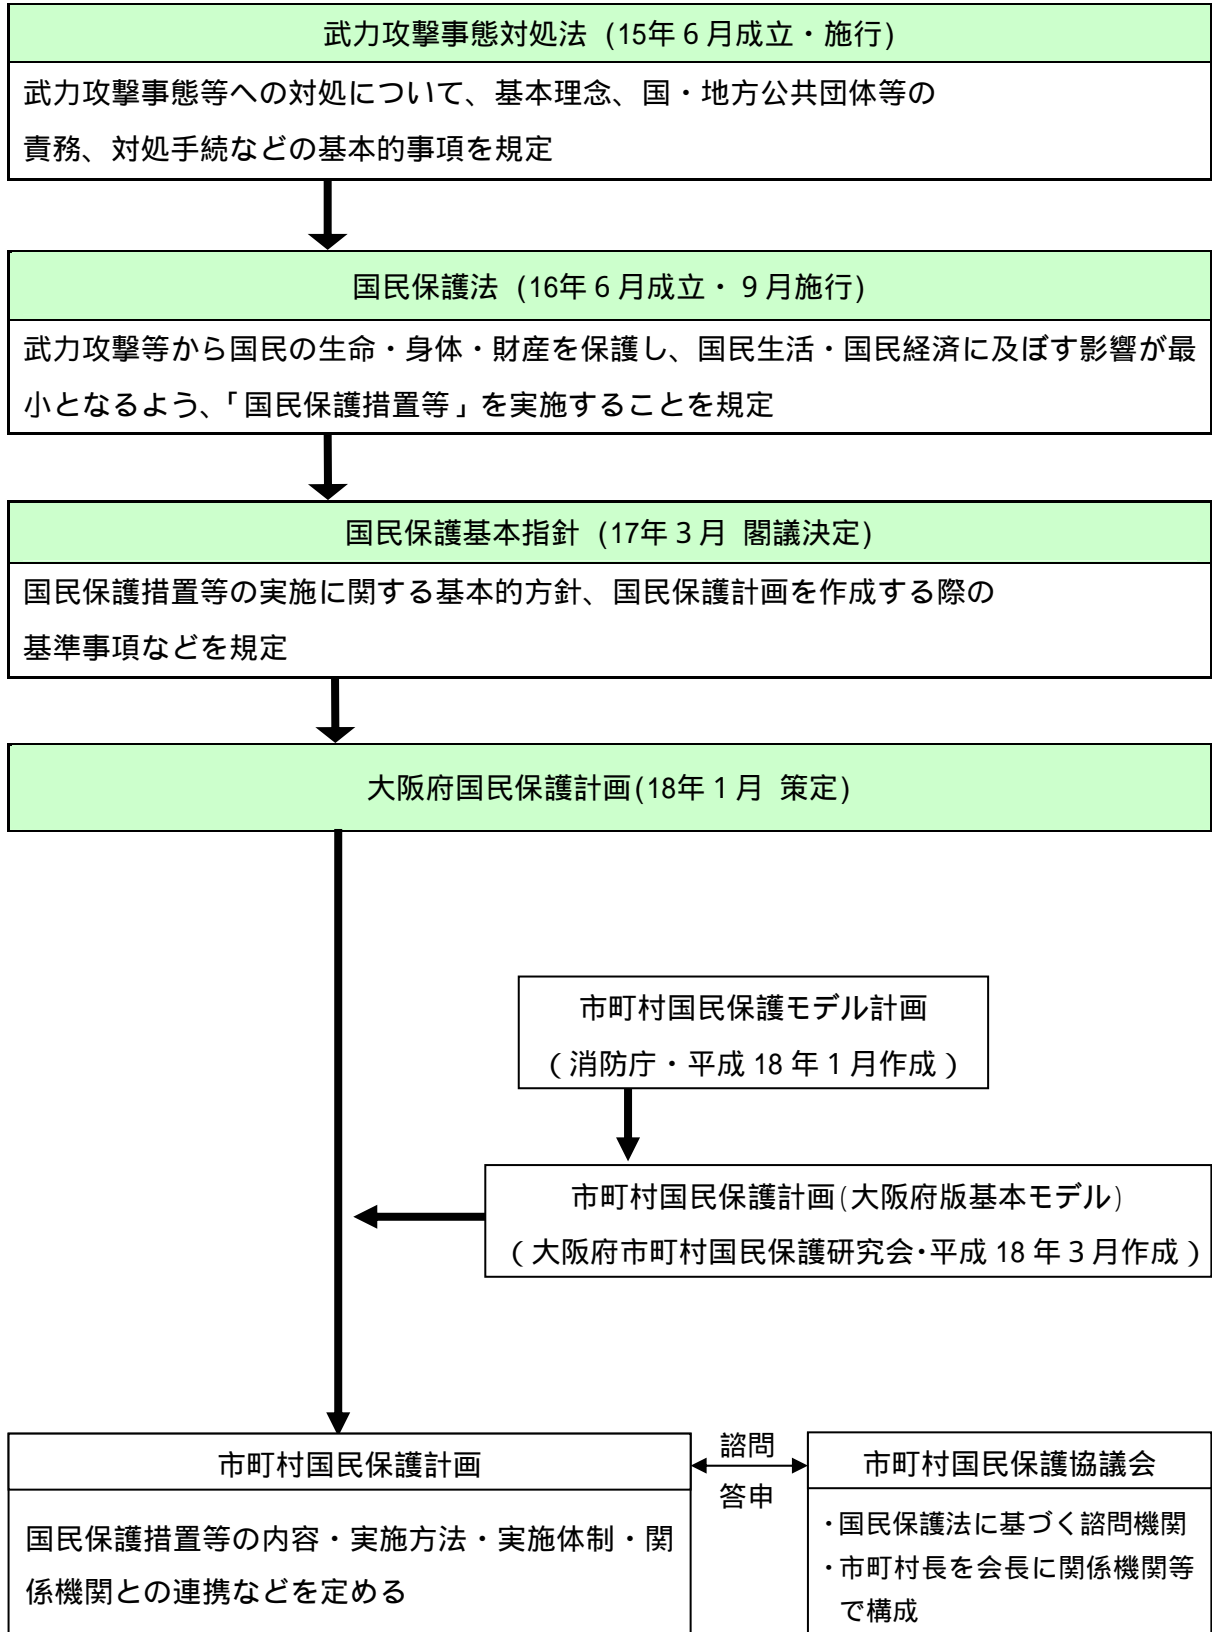 武力攻撃事態対処法 (15年６月成立・施行)
武力攻撃事態等への対処について、基本理念、国・地方公共団体等の
責務、対処手続などの基本的事項を規定
国民保護法 (16年６月成立・９月施行)
武力攻撃等から国民の生命・身体・財産を保護し、国民生活・国民経済に及ぼす影響が最
小となるよう、「国民保護措置等」を実施することを規定
国民保護基本指針 (17年３月 閣議決定)
国民保護措置等の実施に関する基本的方針、国民保護計画を作成する際の
基準事項などを規定
大阪府国民保護計画(18年１月 策定)
市町村国民保護モデル計画
（消防庁・平成 18 年１月作成）
市町村国民保護計画(大阪府版基本モデル)
（大阪府市町村国民保護研究会・平成 18 年３月作成）
市町村国民保護計画
国民保護措置等の内容・実施方法・実施体制・関
係機関との連携などを定める
諮問
答申
市町村国民保護協議会
・国民保護法に基づく諮問機関
・市町村長を会長に関係機関等
で構成